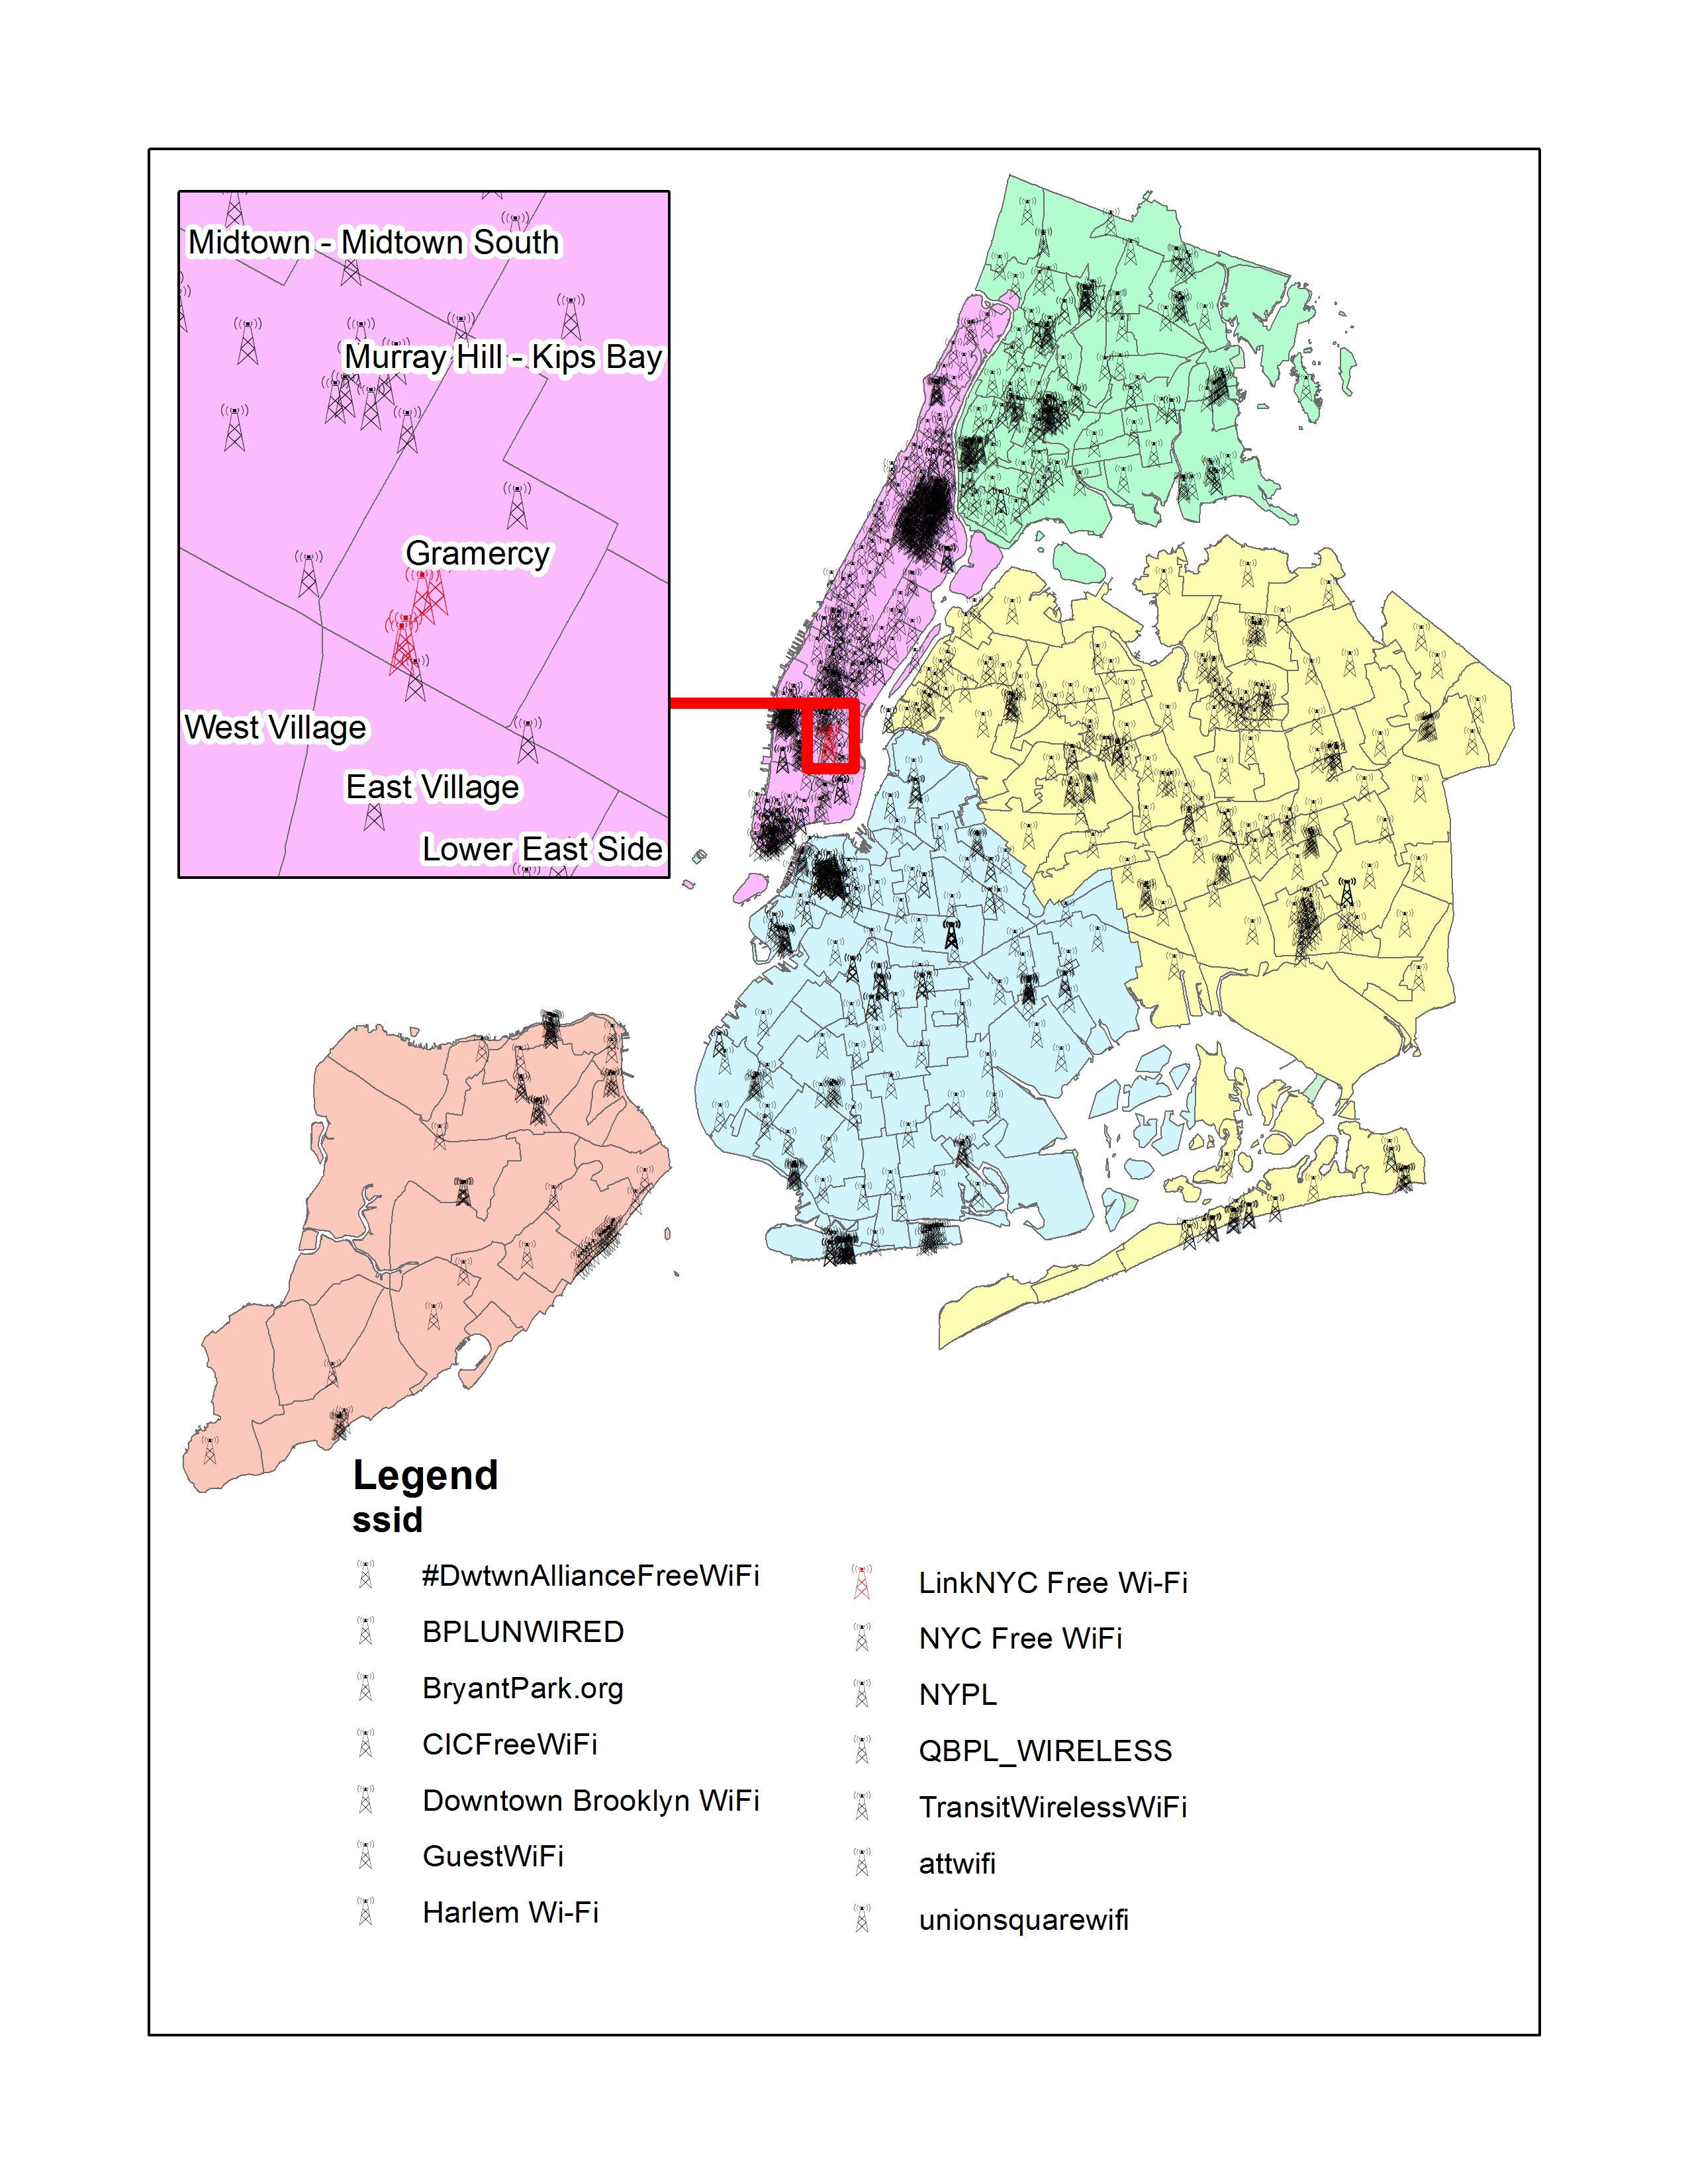 Midtown - Midtown South
Murray Hill - Kips Bay
Gramercy
West Village
East Village
Lower East Side
Legend
ssid
#DwtwnAllianceFreeWiFi
BPLUNWIRED
BryantPark.org
CICFreeWiFi
Downtown Brooklyn WiFi
GuestWiFi
Harlem Wi-Fi
LinkNYC Free Wi-Fi
NYC Free WiFi
NYPL
QBPL_WIRELESS
TransitWirelessWiFi
attwifi
unionsquarewifi